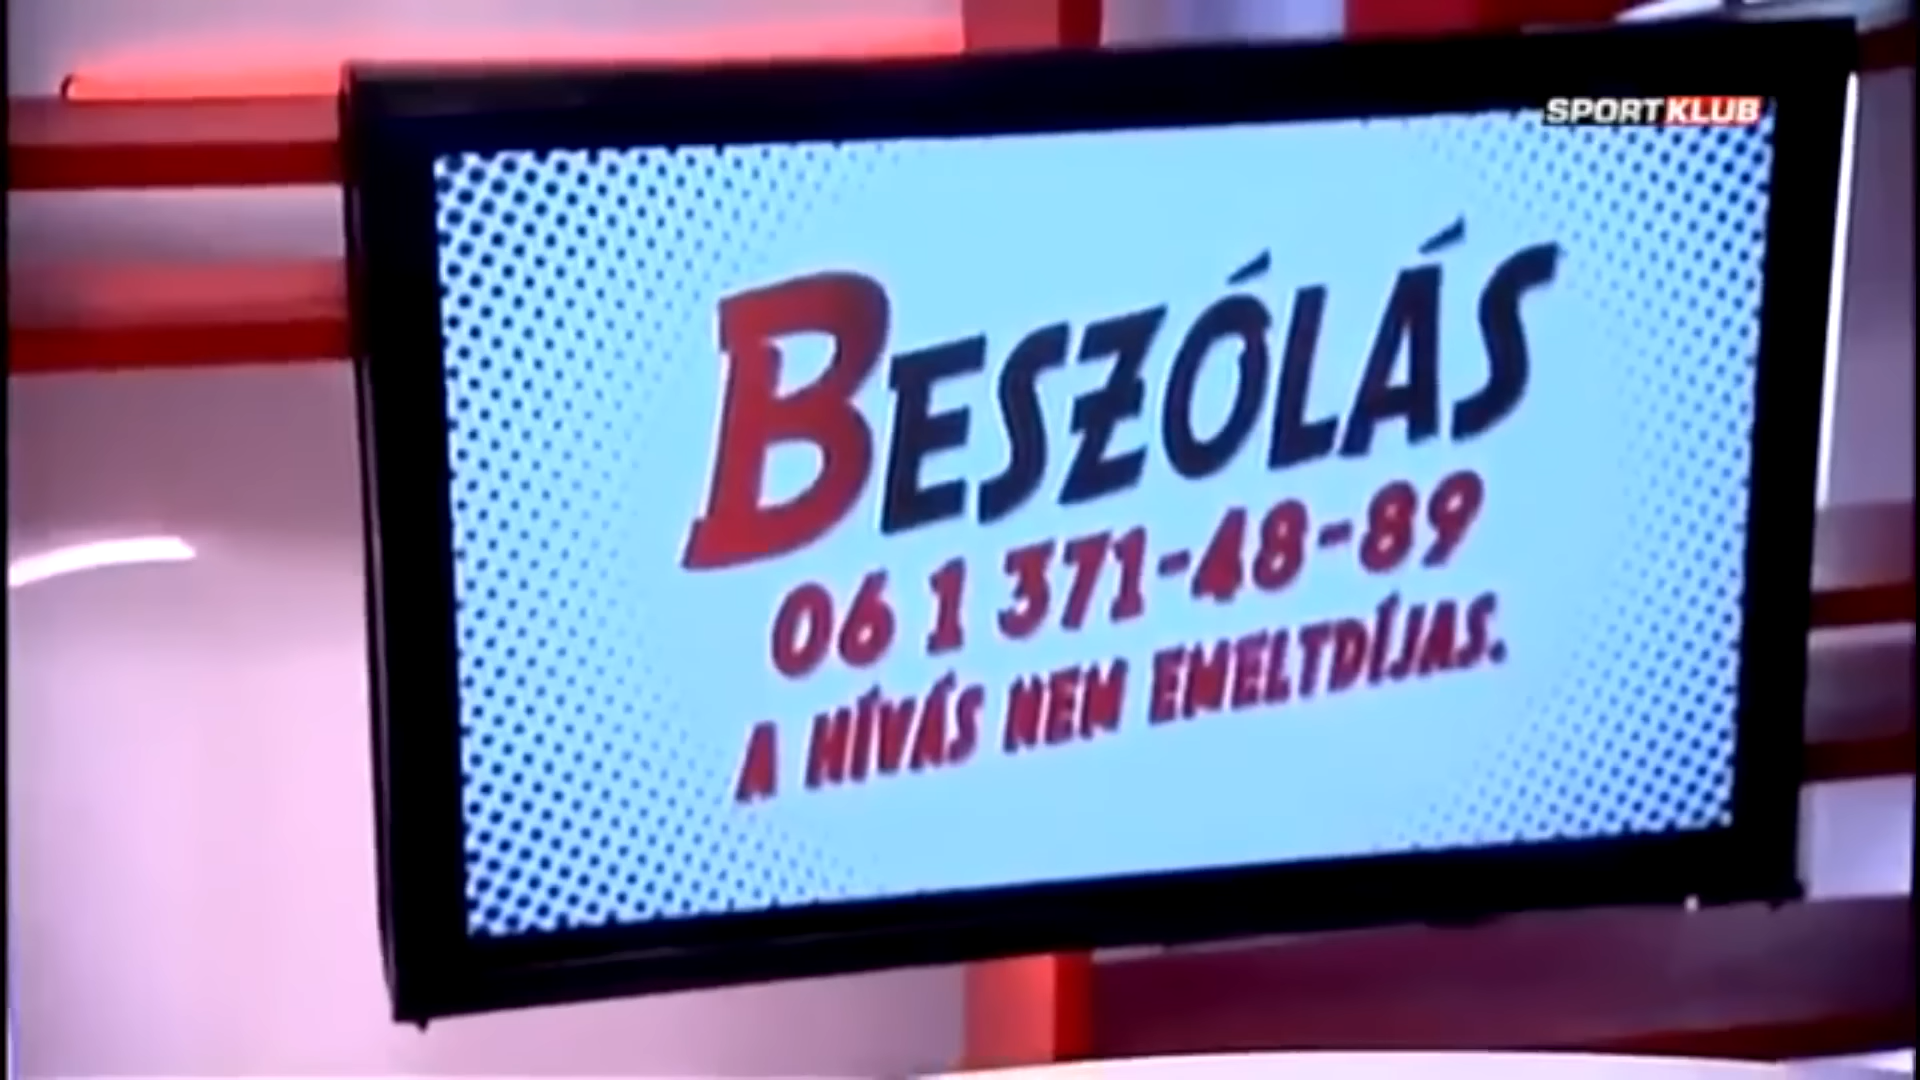 SPORTKLUB
BESZÓLÁS
06 1 371-48-89
A HÍVÁS NEM EMELTDÍJAS.